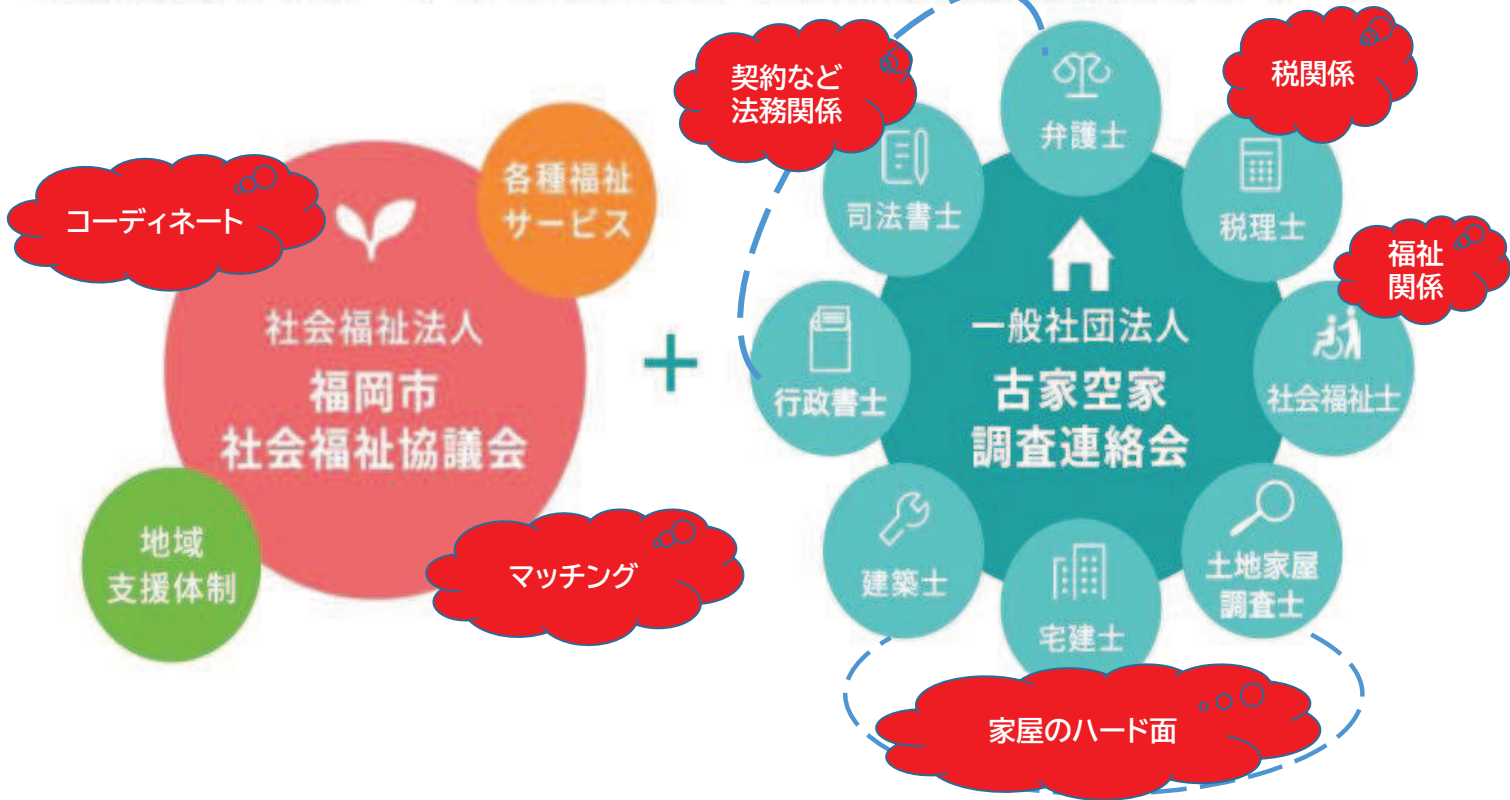 コーディネート
各種福祉
サービス
社会福祉法人
福岡市
社会福祉協議会
地域
支援体制
マッチング
+
契約など
法務関係
弁護士
税関係
司法書士
税理士
福祉
関係
一般社団法人
古家空家
調査連絡会
行政書士
社会福祉士
建築士
宅建士
土地家屋
調査士
家屋のハード面